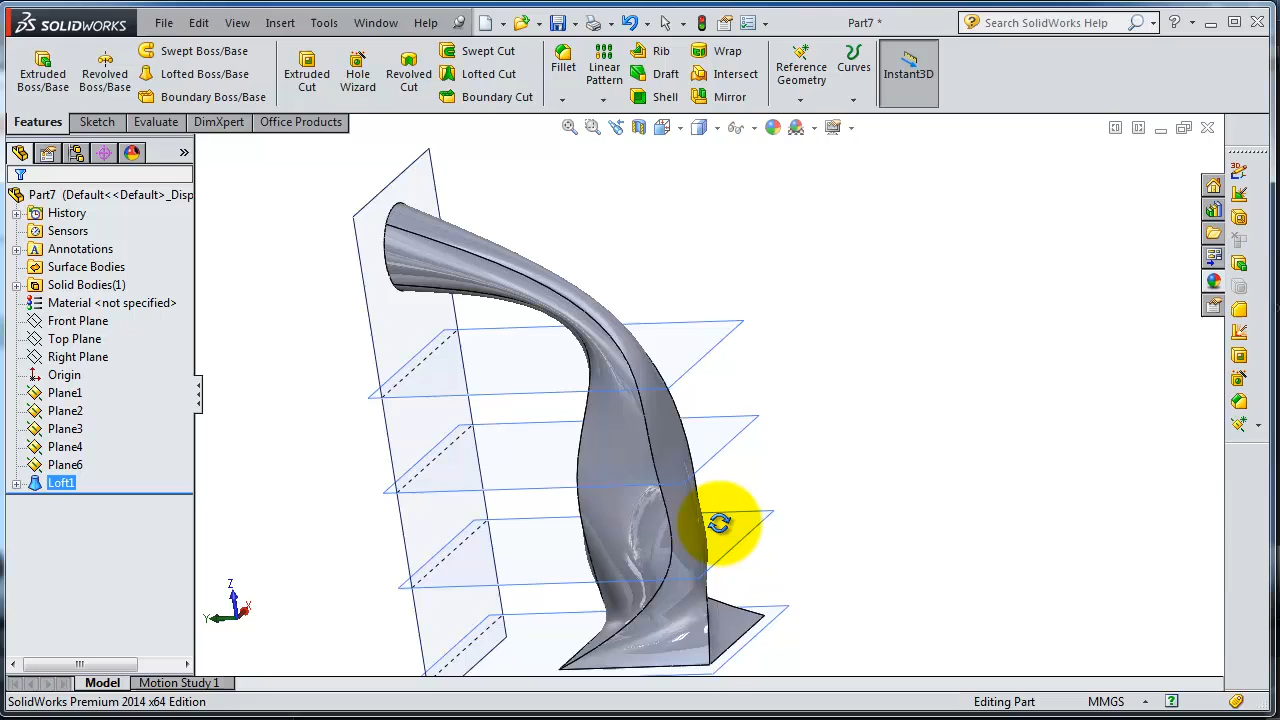 SOLIDWORKS File Edit View Insert Tools Window Help Part7 * Search SolidWorks Help
Extruded Boss/Base
Revolved Boss/Base
Swept Boss/Base
Lofted Boss/Base
Boundary Boss/Base
Extruded Cut
Hole Wizard
Revolved Cut
Swept Cut
Lofted Cut
Boundary Cut
Fillet
Linear Pattern
Rib
Draft
Shell
Wrap
Intersect
Mirror
Reference Geometry
Curves
Instant3D
Features Sketch Evaluate DimXpert Office Products
Part7 (Default<<Default>_Disp
History
Sensors
Annotations
Surface Bodies
Solid Bodies(1)
Material <not specified>
Front Plane
Top Plane
Right Plane
Origin
Plane1
Plane2
Plane3
Plane4
Plane6
Loft1
Z
Y X
Model Motion Study 1
SolidWorks Premium 2014 x64 Edition Editing Part MMGS